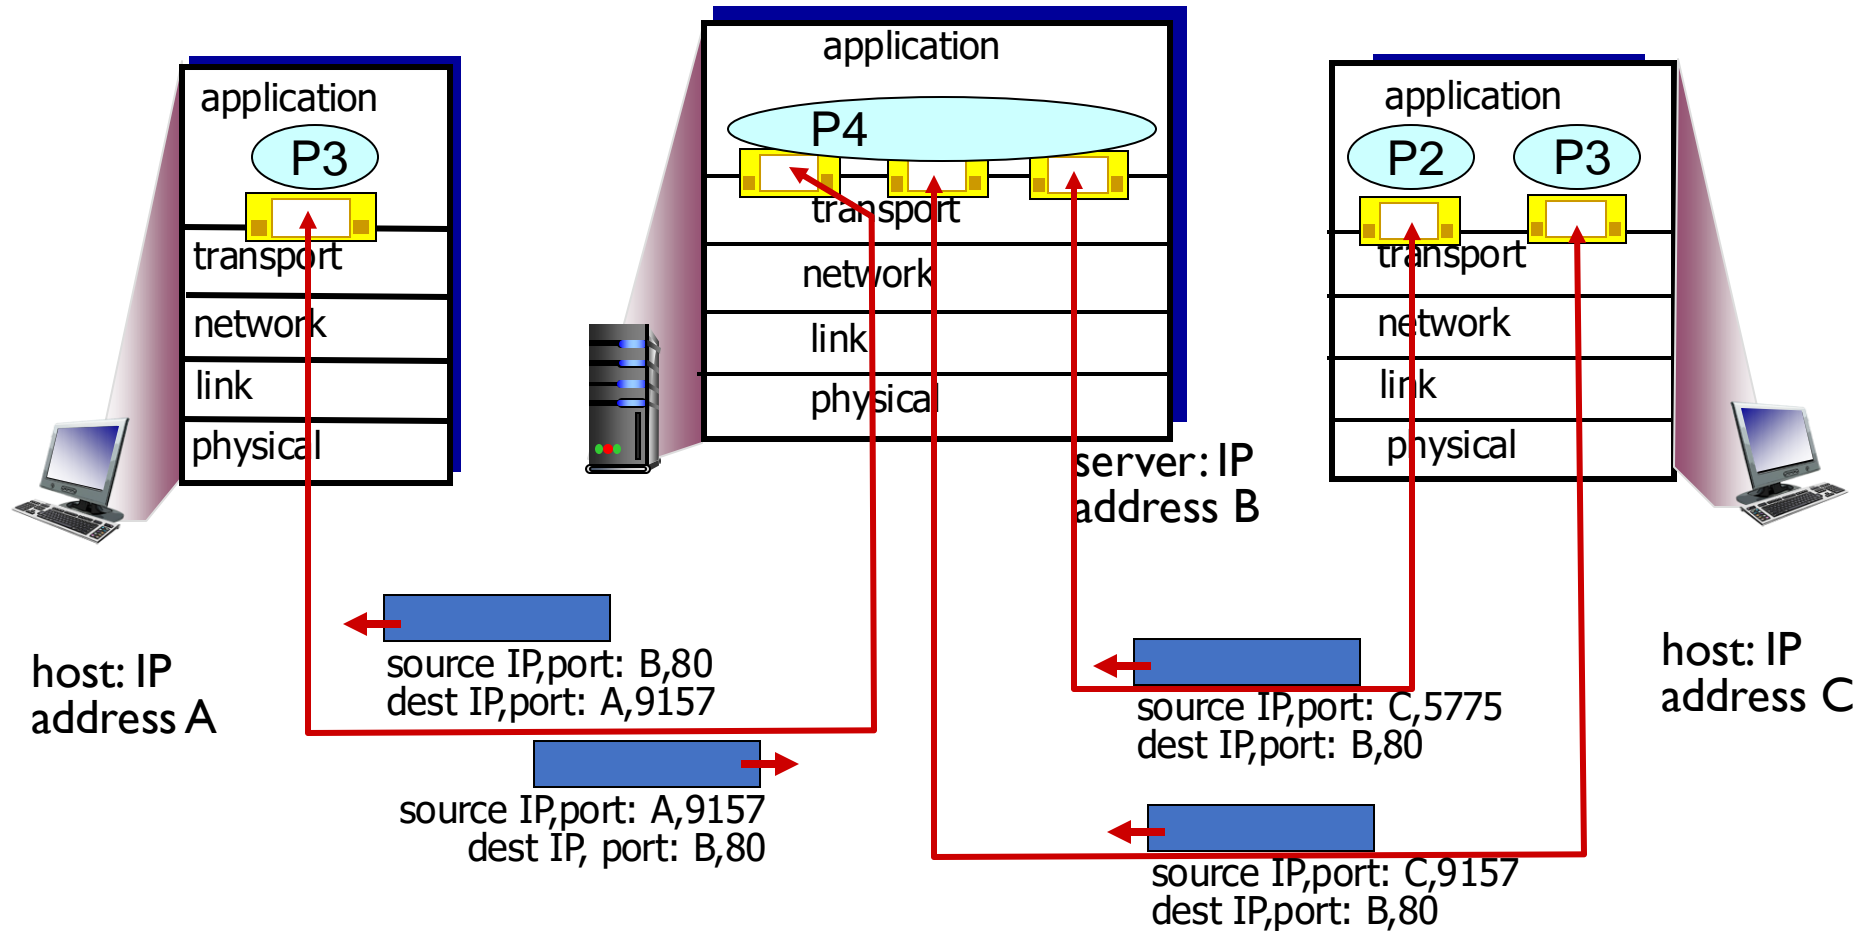 application
P3
transport
network
link
physical
host: IP
address A
application
P4
transport
network
link
physical
server: IP
address B
application
P2
P3
transport
network
link
physical
host: IP
address C
source IP,port: B,80
dest IP,port: A,9157
source IP,port: A,9157
dest IP, port: B,80
source IP,port: C,5775
dest IP,port: B,80
source IP,port: C,9157
dest IP,port: B,80